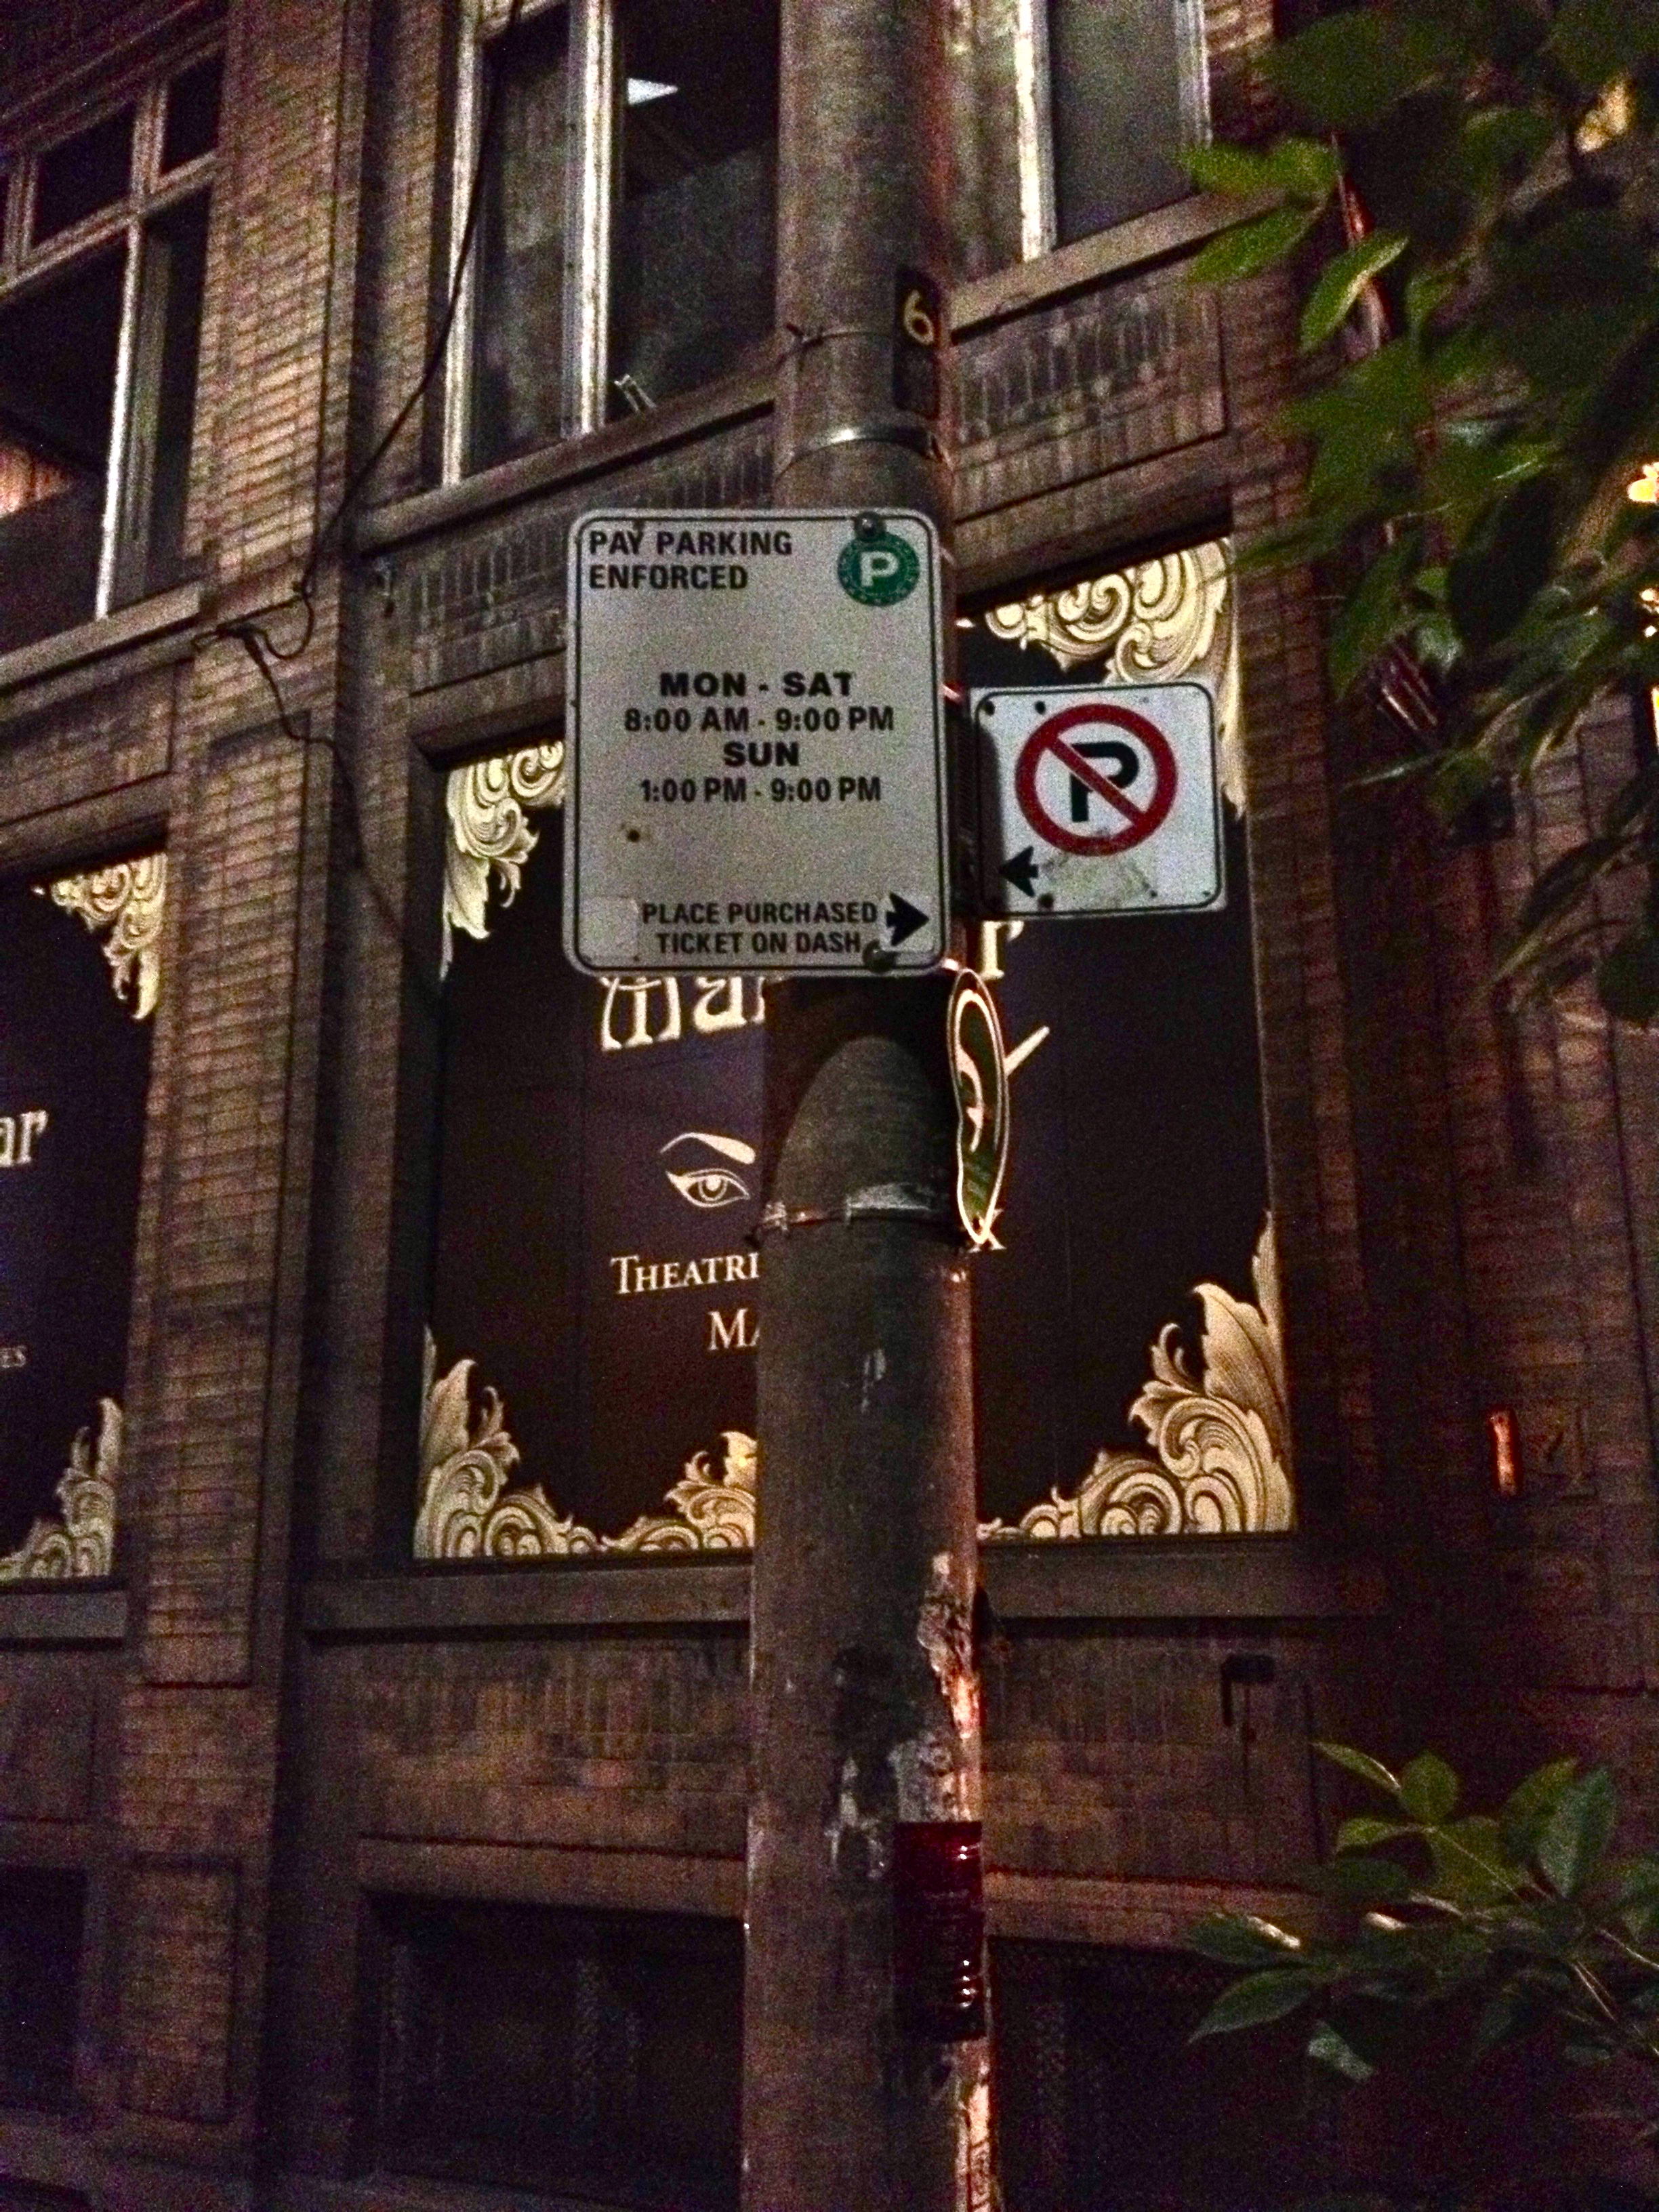 6
PAY PARKING
ENFORCED
P
MON - SAT
8:00 AM - 9:00 PM
SUN
1:00 PM - 9:00 PM
PLACE PURCHASED
TICKET ON DASH
P
ar
THEATRI
MA
ES